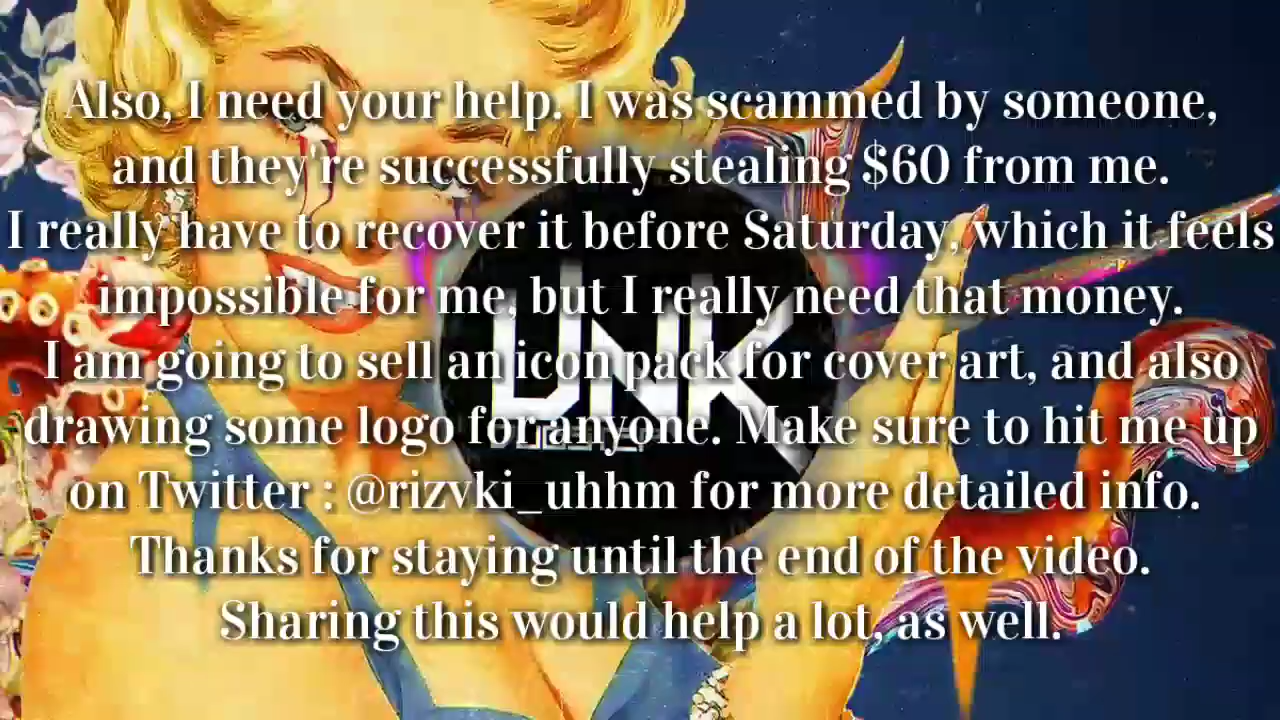 Also, I need your help. I was scammed by someone,
and they're successfully stealing $60 from me.
I really have to recover it before Saturday, which it feels
impossible for me, but I really need that money.
I am going to sell an icon pack for cover art, and also
drawing some logo for anyone. Make sure to hit me up
on Twitter : @rizvki_uhhm for more detailed info.
Thanks for staying until the end of the video.
Sharing this would help a lot, as well.
UNK